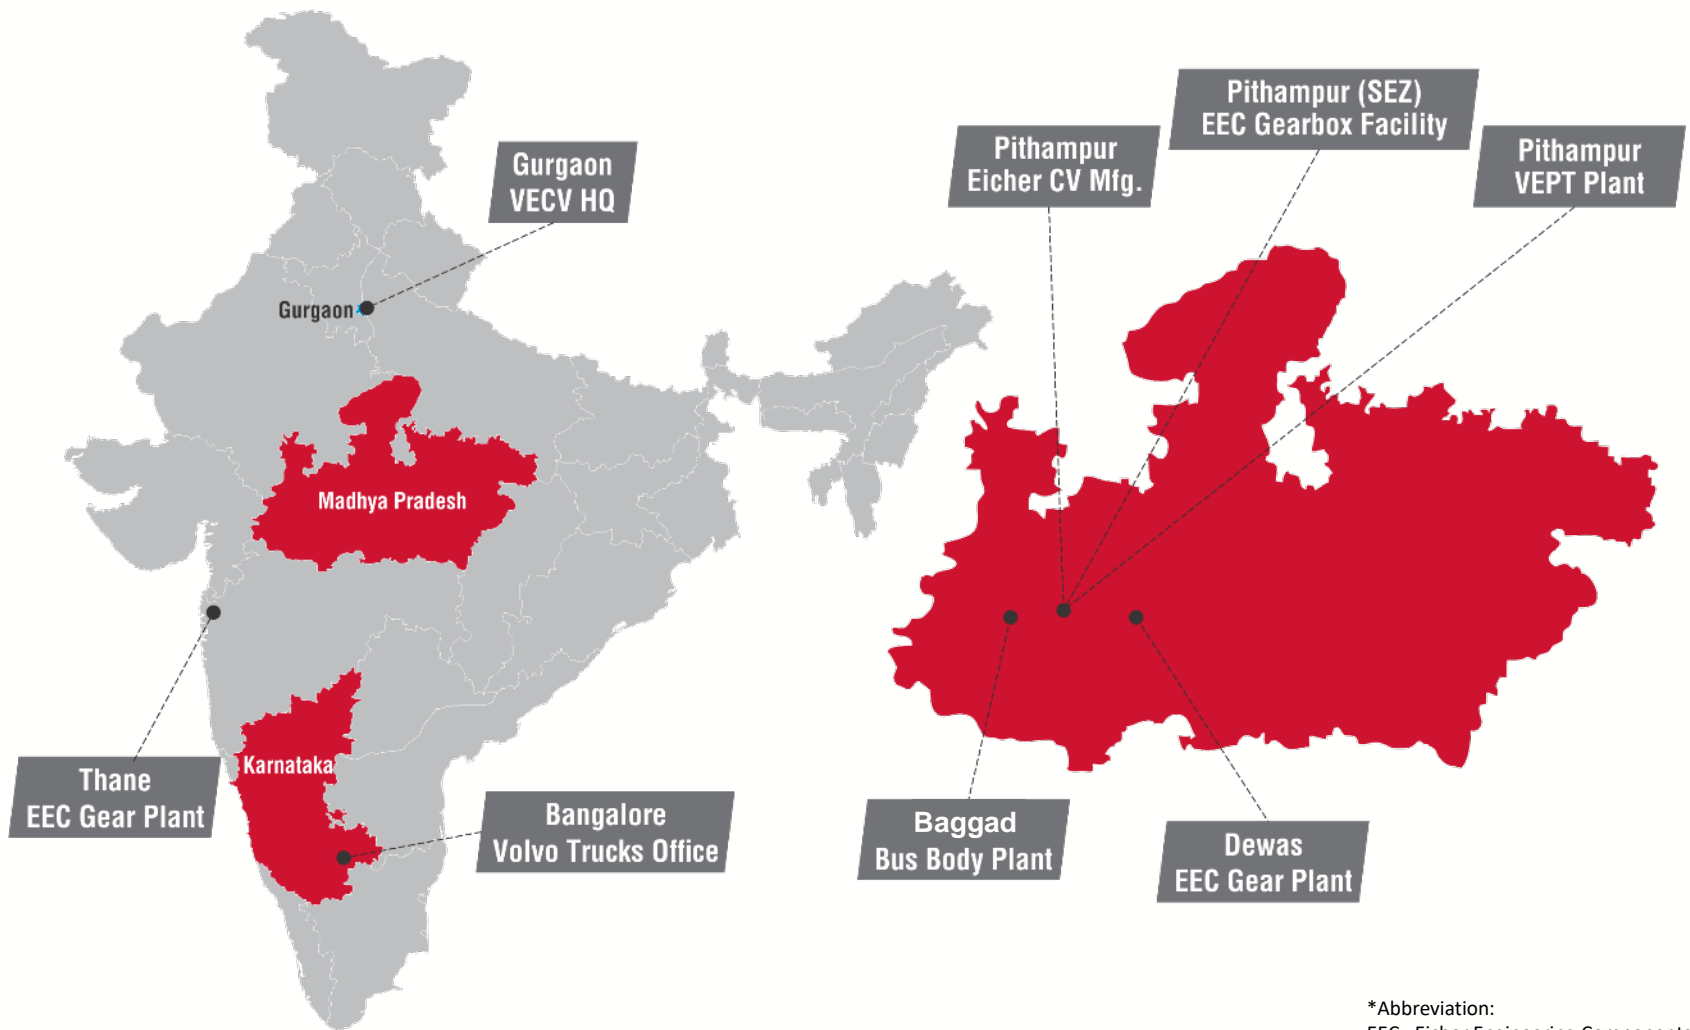 Gurgaon
VECV HQ
Gurgaon
Madhya Pradesh
Karnataka
Thane
EEC Gear Plant
Bangalore
Volvo Trucks Office
Pithampur
Eicher CV Mfg.
Pithampur (SEZ)
EEC Gearbox Facility
Pithampur
VEPT Plant
Baggad
Bus Body Plant
Dewas
EEC Gear Plant
*Abbreviation: